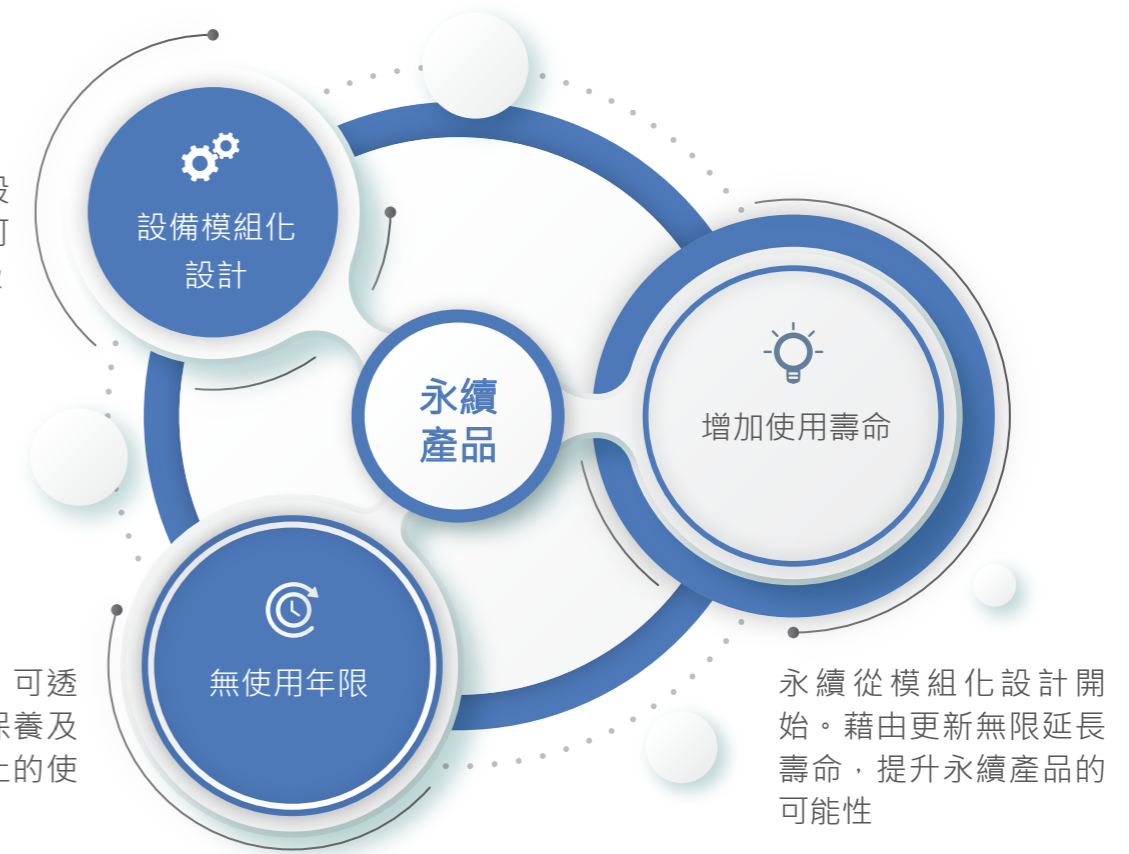 設備模組化
設計
永續
產品
增加使用壽命
無使用年限
可透
保養及
上的使
永續從模組化設計開
始。藉由更新無限延長
壽命，提升永續產品的
可能性